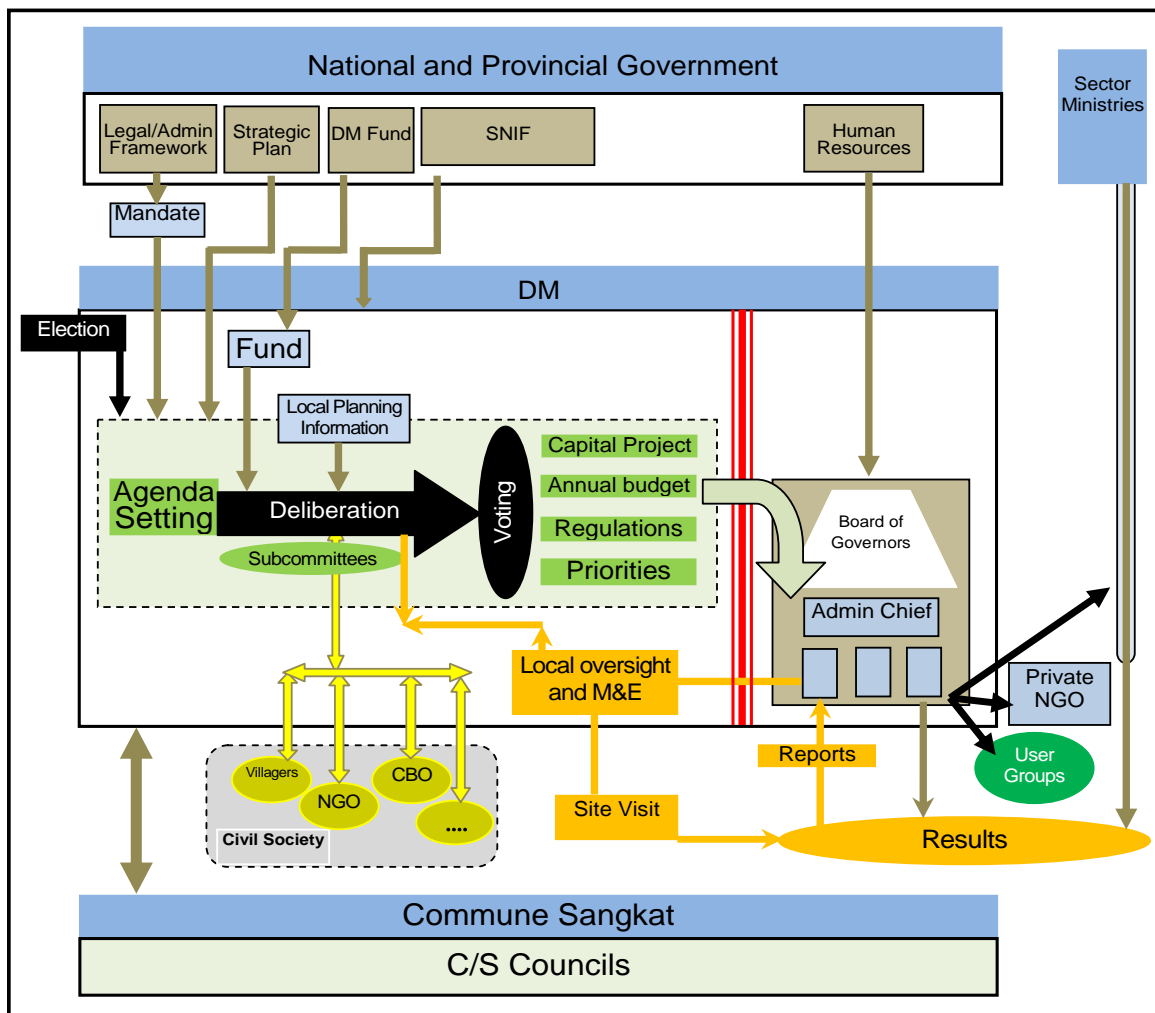 National and Provincial Government
Sector
Ministries
Legal/Admin
Framework
Strategic
Plan
DM Fund
SNIF
Human
Resources
Mandate
DM
Election
Fund
Local Planning
Information
Capital Project
Annual budget
Regulations
Priorities
Agenda
Setting
Deliberation
Voting
Subcommittees
Board of
Governors
Admin Chief
Local oversight
and M&E
Private
NGO
User
Groups
Reports
Site Visit
Results
Villagers
NGO
CBO
....
Civil Society
Commune Sangkat
C/S Councils